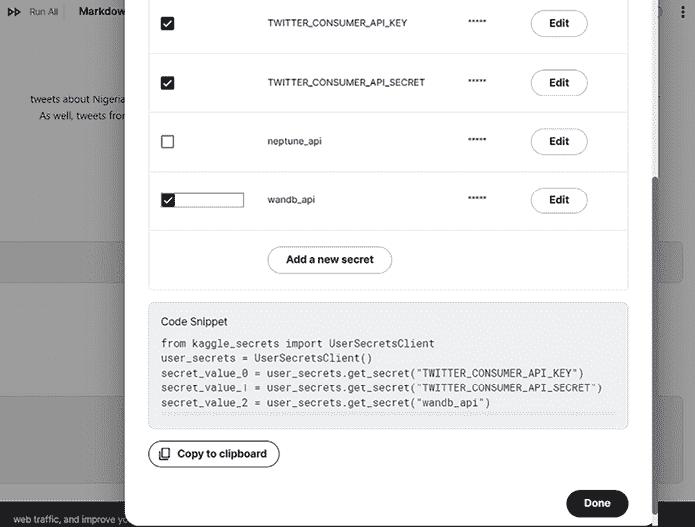 Run All Markdow
TWITTER_CONSUMER_API_KEY ***** Edit
TWITTER_CONSUMER_API_SECRET ***** Edit
tweets about Nigeria
As well, tweets from
neptune_api ***** Edit
wandb_api ***** Edit
Add a new secret
Code Snippet
from kaggle_secrets import UserSecretsClient
user_secrets = UserSecretsClient()
secret_value_0 = user_secrets.get_secret("TWITTER_CONSUMER_API_KEY")
secret_value_1 = user_secrets.get_secret("TWITTER_CONSUMER_API_SECRET")
secret_value_2 = user_secrets.get_secret("wandb_api")
Copy to clipboard
Done
web traffic, and improve yo